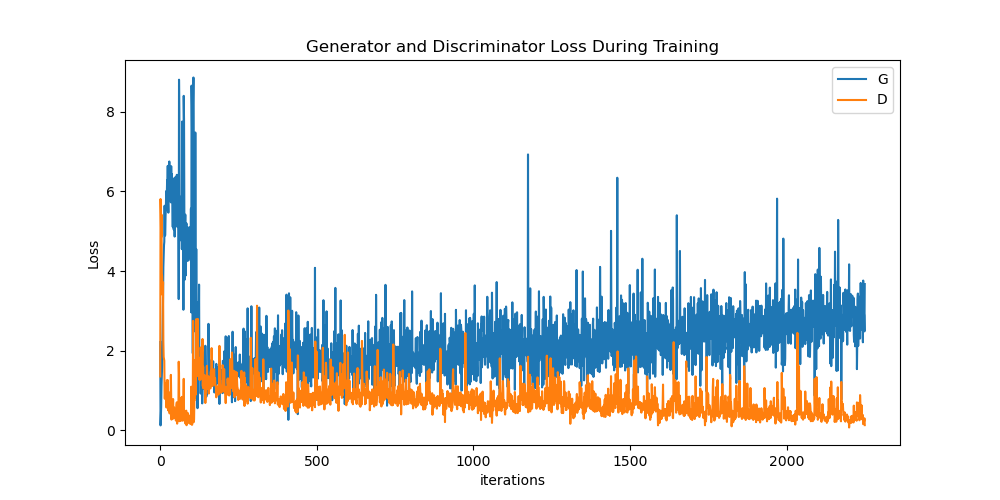 Generator and Discriminator Loss During Training
G
D
8
6
4
2
0
Loss
0 500 1000 1500 2000
iterations